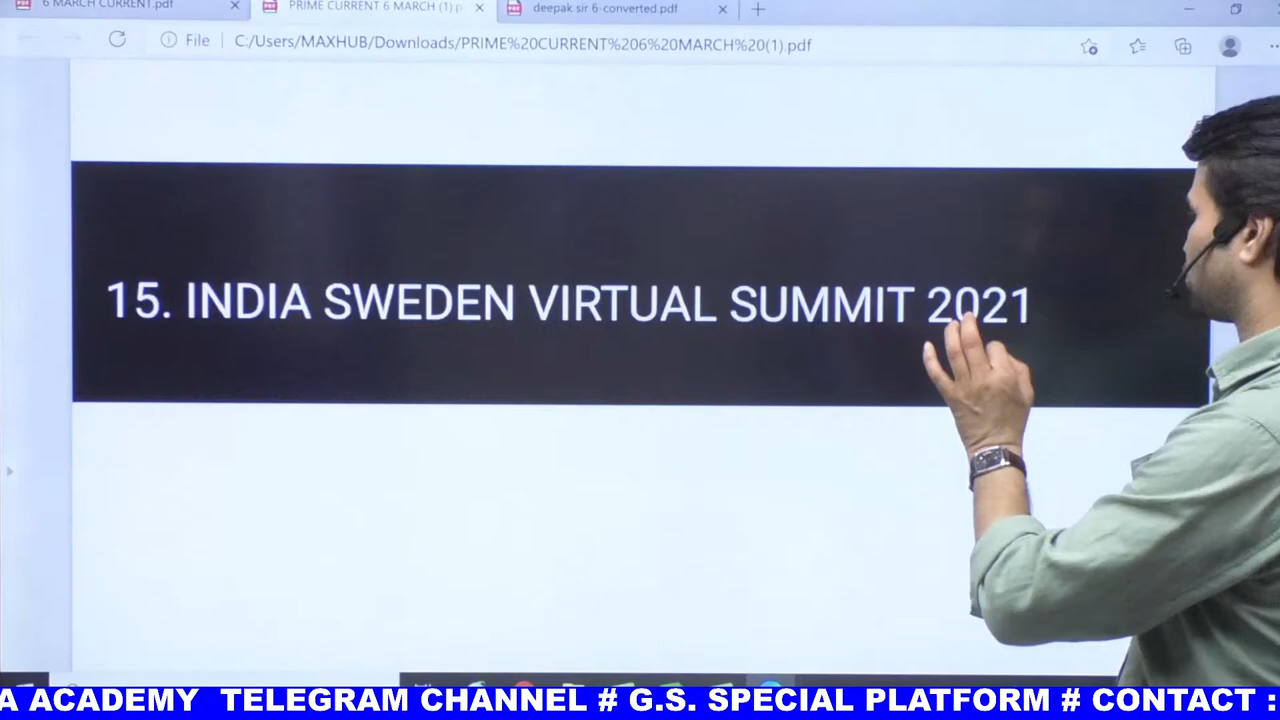 6 MARCH CURRENT.pdf
PRIME CURRENT 6 MARCH (1).p
deepak sir 6-converted.pdf
File
C:/Users/MAXHUB/Downloads/PRIME%20CURRENT%206%20MARCH%20(1).pdf
15. INDIA SWEDEN VIRTUAL SUMMIT 2021
A ACADEMY TELEGRAM CHANNEL # G.S. SPECIAL PLATFORM # CONTACT :